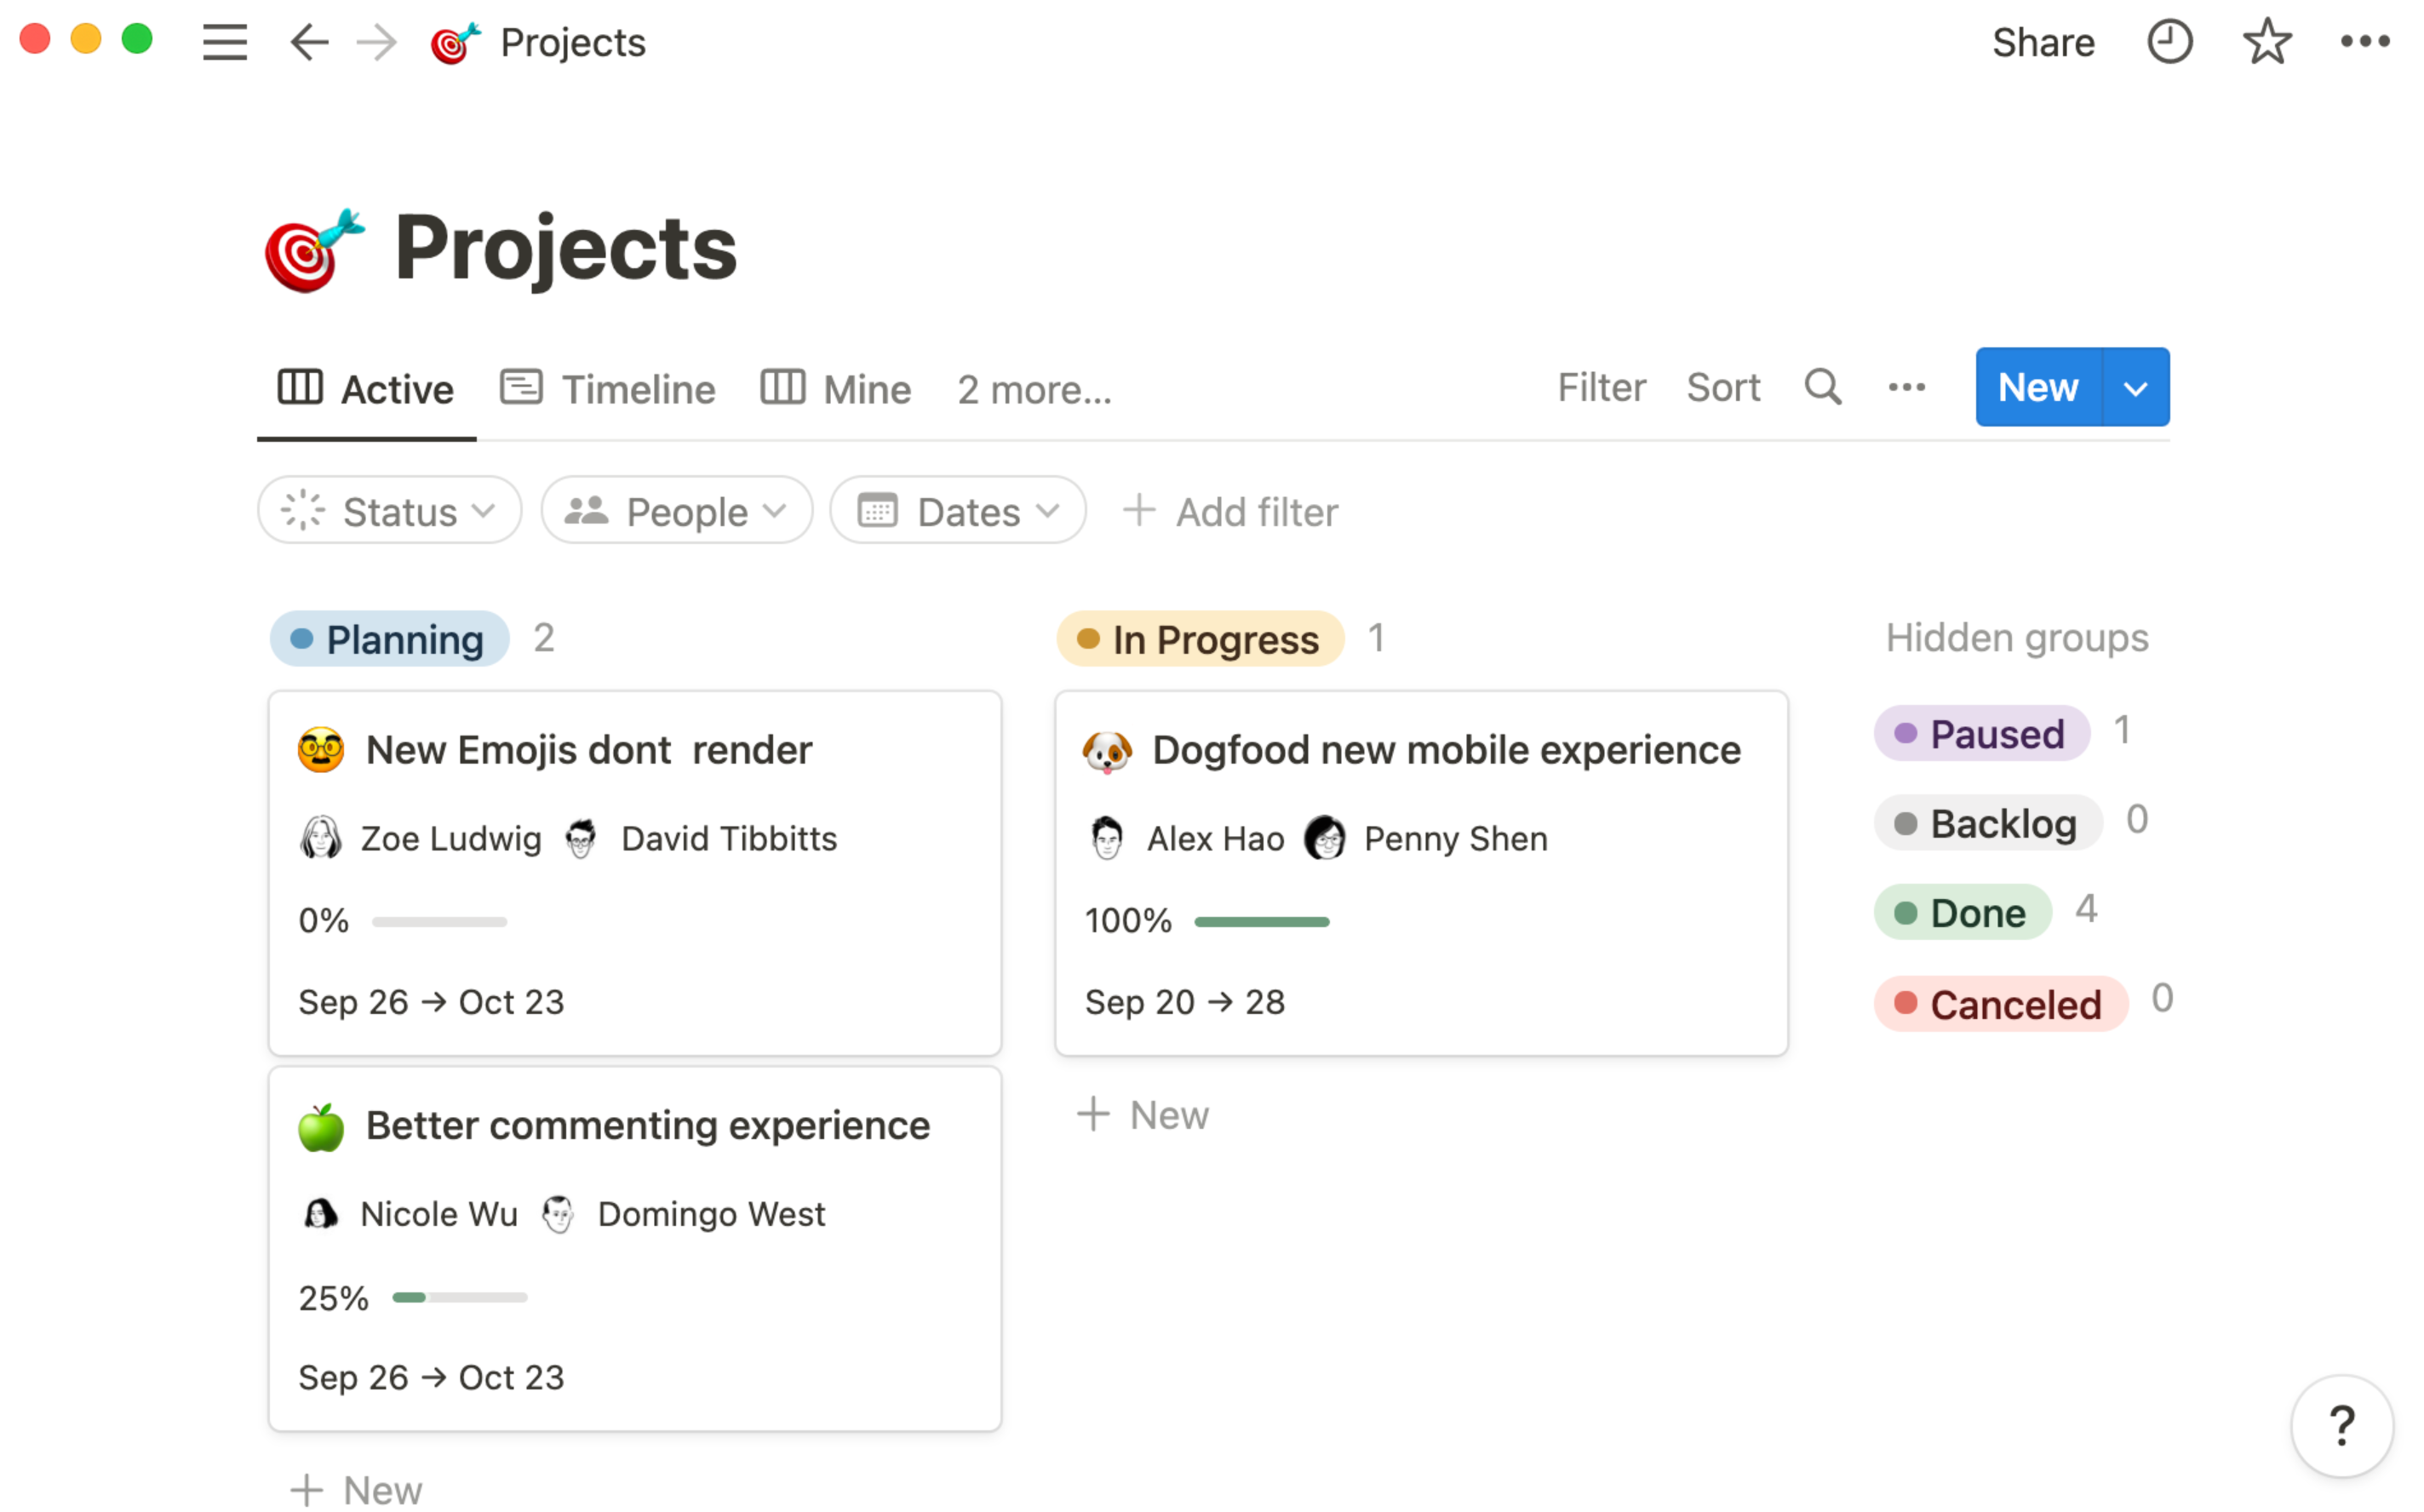 Projects
Share
Projects
Active Timeline Mine 2 more...
Filter Sort New
Status People Dates + Add filter
Planning 2
New Emojis dont  render
Zoe Ludwig David Tibbitts
0%
Sep 26 → Oct 23
Better commenting experience
Nicole Wu Domingo West
25%
Sep 26 → Oct 23
+ New
In Progress 1
Dogfood new mobile experience
Alex Hao Penny Shen
100%
Sep 20 → 28
+ New
Hidden groups
Paused 1
Backlog 0
Done 4
Canceled 0
?